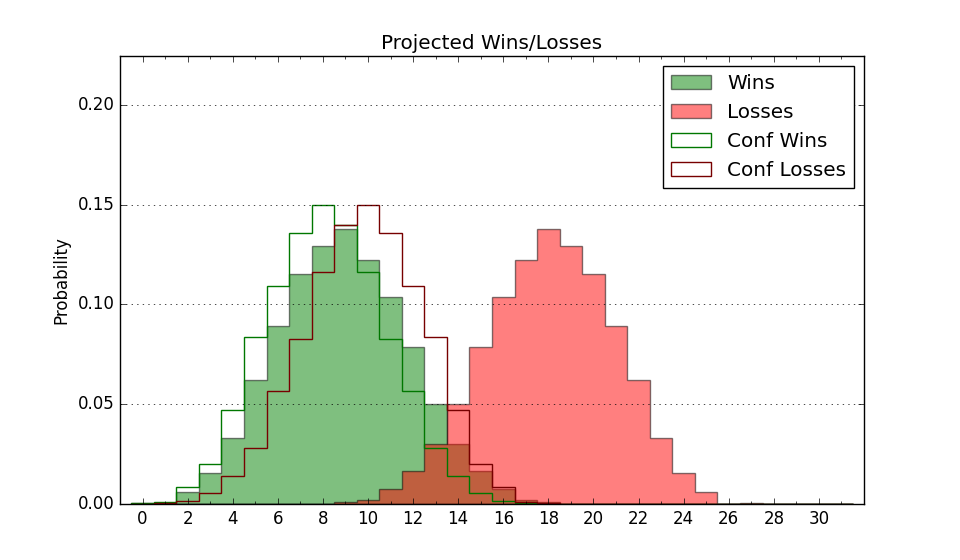 Projected Wins/Losses
Wins
Losses
Conf Wins
Conf Losses
Probability
0.20
0.15
0.10
0.05
0.00
0 2 4 6 8 10 12 14 16 18 20 22 24 26 28 30